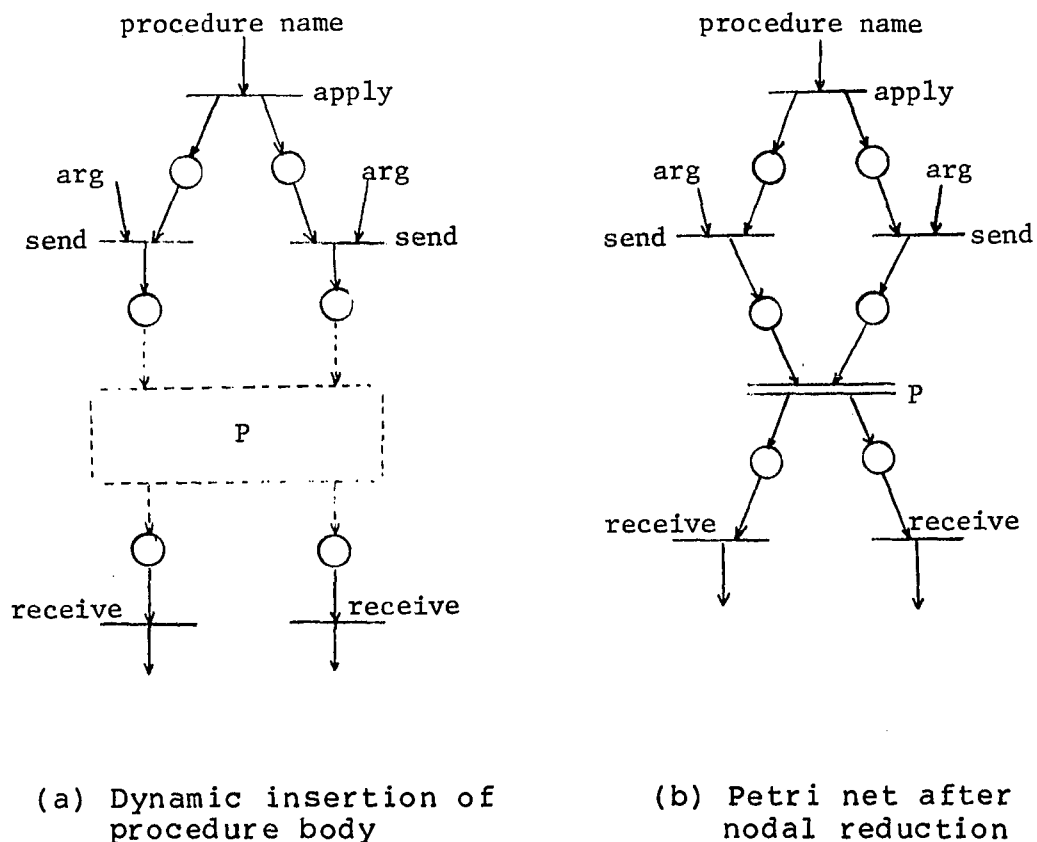 procedure name
apply
arg
arg
send
send
P
receive
receive
(a) Dynamic insertion of
procedure body
procedure name
apply
arg
arg
send
send
P
receive
receive
(b) Petri net after
nodal reduction